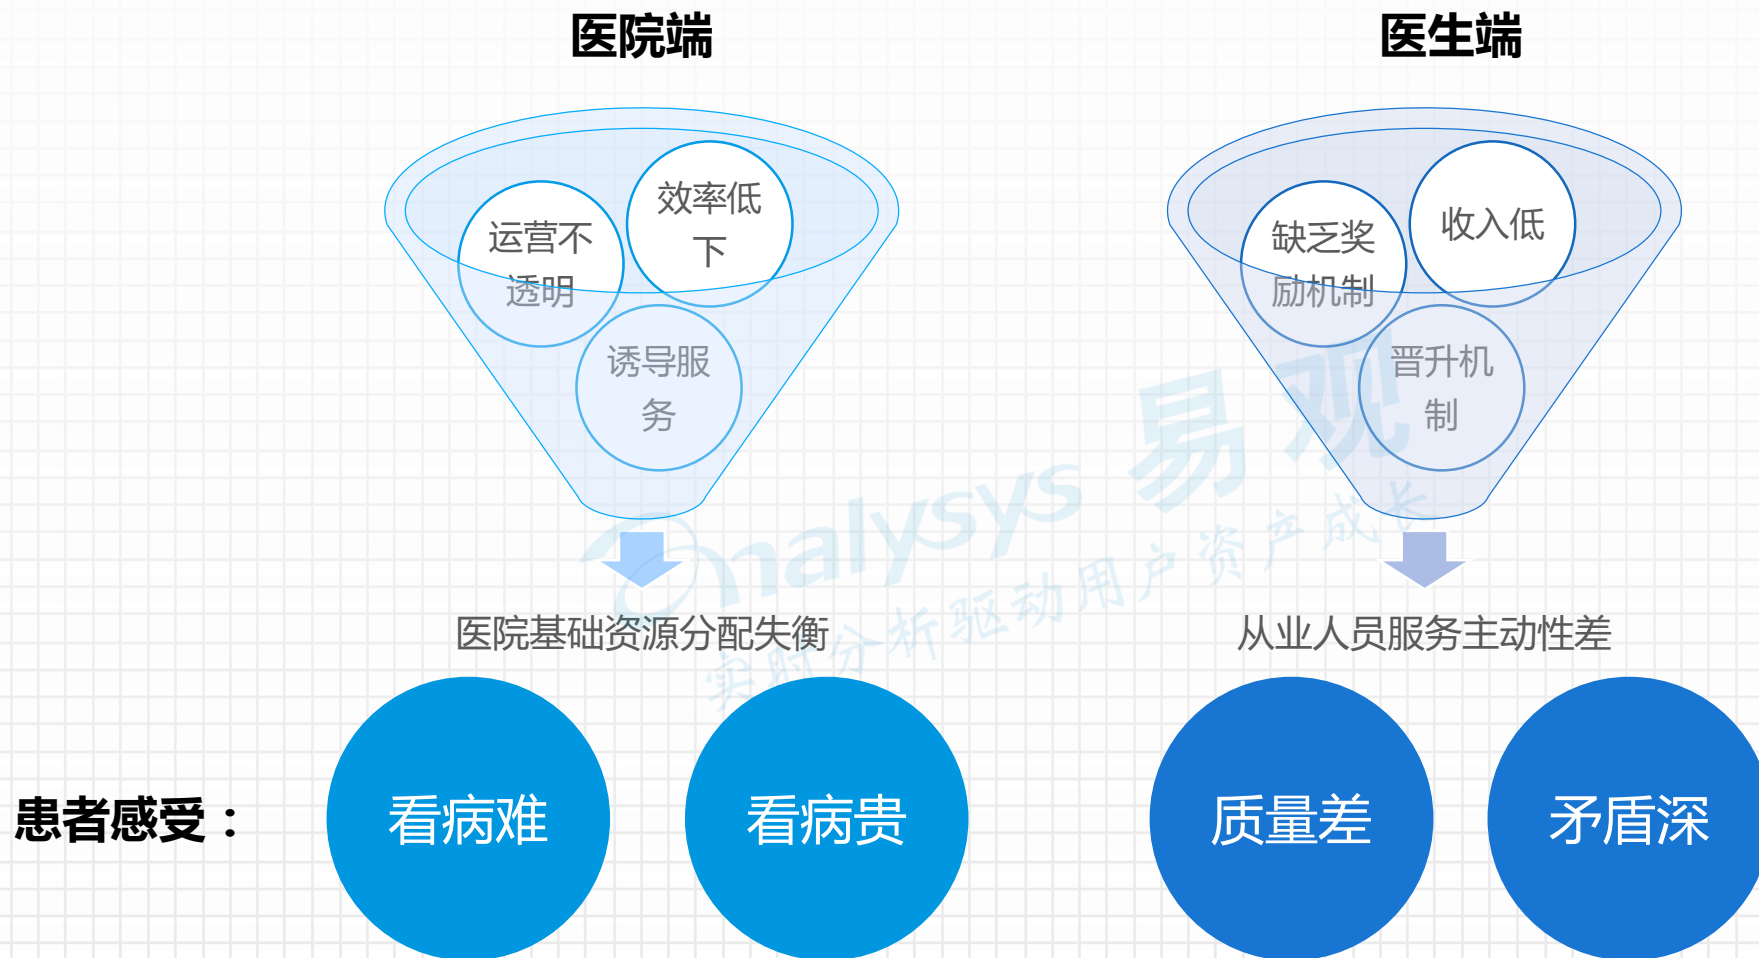 医院端
医生端
运营不
透明
效率低
下
诱导服
务
缺乏奖
励机制
收入低
晋升机
制
nalysys 易观
实时分析驱动用户资产成长
医院基础资源分配失衡
从业人员服务主动性差
患者感受：
看病难
看病贵
质量差
矛盾深